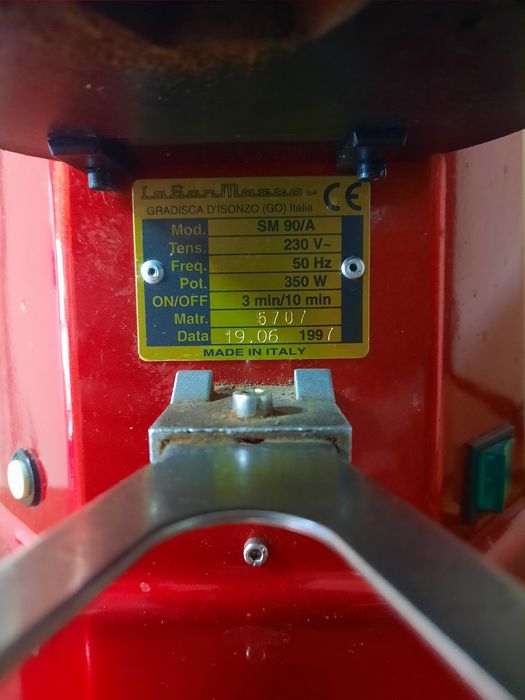 La San Marco SpA CE
GRADISCA D'ISONZO (GO) Italia
Mod. SM 90/A
Tens. 230 V~
Freq. 50 Hz
Pot. 350 W
ON/OFF 3 min/10 min
Matr. 5707
Data 19.06 1997
MADE IN ITALY